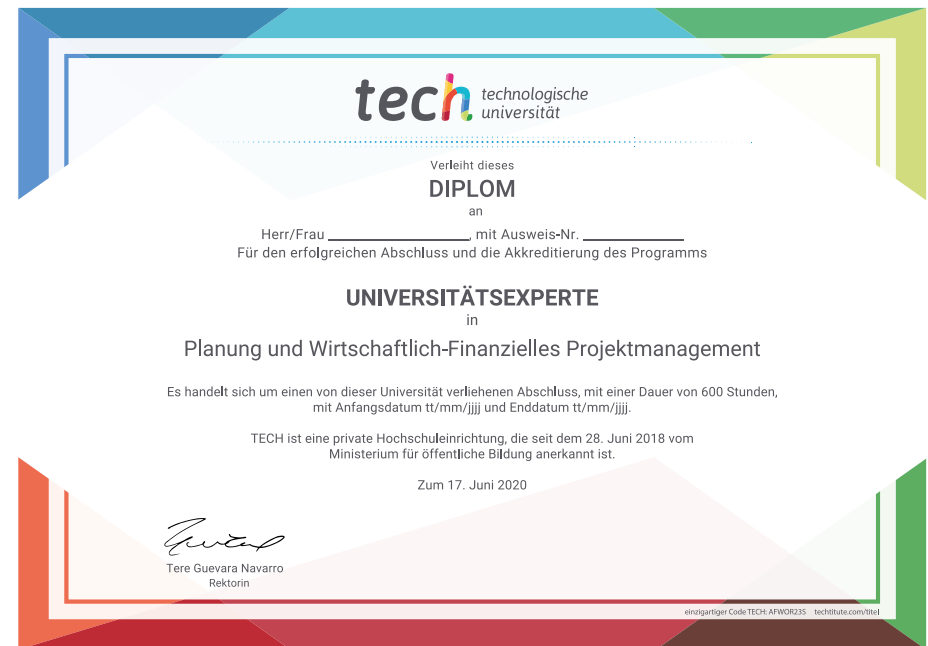 tech technologische
universität
Verleiht dieses
DIPLOM
an
Herr/Frau ____________________, mit Ausweis-Nr. ______________
Für den erfolgreichen Abschluss und die Akkreditierung des Programms
UNIVERSITÄTSEXPERTE
in
Planung und Wirtschaftlich-Finanzielles Projektmanagement
Es handelt sich um einen von dieser Universität verliehenen Abschluss, mit einer Dauer von 600 Stunden,
mit Anfangsdatum tt/mm/jjjj und Enddatum tt/mm/jjjj.
TECH ist eine private Hochschuleinrichtung, die seit dem 28. Juni 2018 vom
Ministerium für öffentliche Bildung anerkannt ist.
Zum 17. Juni 2020
Tere Guevara Navarro
Rektorin
einzigartiger Code TECH: AFWOR23S techtitute.com/titel